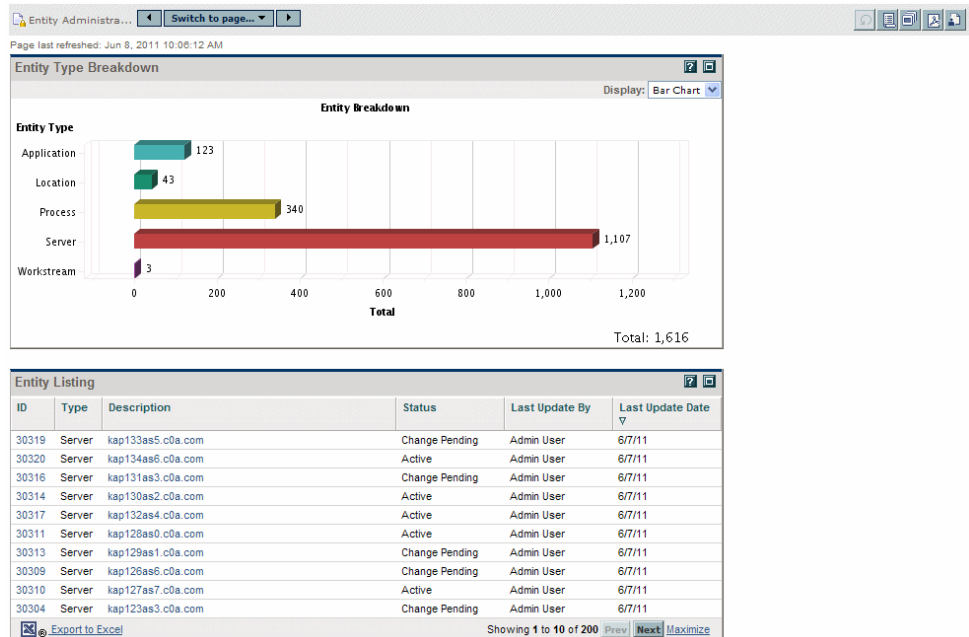 Entity Administra... Switch to page...
Page last refreshed: Jun 8, 2011 10:06:12 AM
Entity Type Breakdown ?
Display: Bar Chart
Entity Breakdown
Entity Type
Application 123
Location 43
Process 340
Server 1,107
Workstream 3
0 200 400 600 800 1,000 1,200
Total
Total: 1,616
Entity Listing ?
ID Type Description Status Last Update By Last Update Date
30319 Server kap133as5.c0a.com Change Pending Admin User 6/7/11
30320 Server kap134as6.c0a.com Active Admin User 6/7/11
30316 Server kap131as3.c0a.com Change Pending Admin User 6/7/11
30314 Server kap130as2.c0a.com Active Admin User 6/7/11
30317 Server kap132as4.c0a.com Active Admin User 6/7/11
30311 Server kap128as0.c0a.com Active Admin User 6/7/11
30313 Server kap129as1.c0a.com Change Pending Admin User 6/7/11
30309 Server kap126as6.c0a.com Change Pending Admin User 6/7/11
30310 Server kap127as7.c0a.com Active Admin User 6/7/11
30304 Server kap123as3.c0a.com Change Pending Admin User 6/7/11
® Export to Excel Showing 1 to 10 of 200 Prev Next Maximize